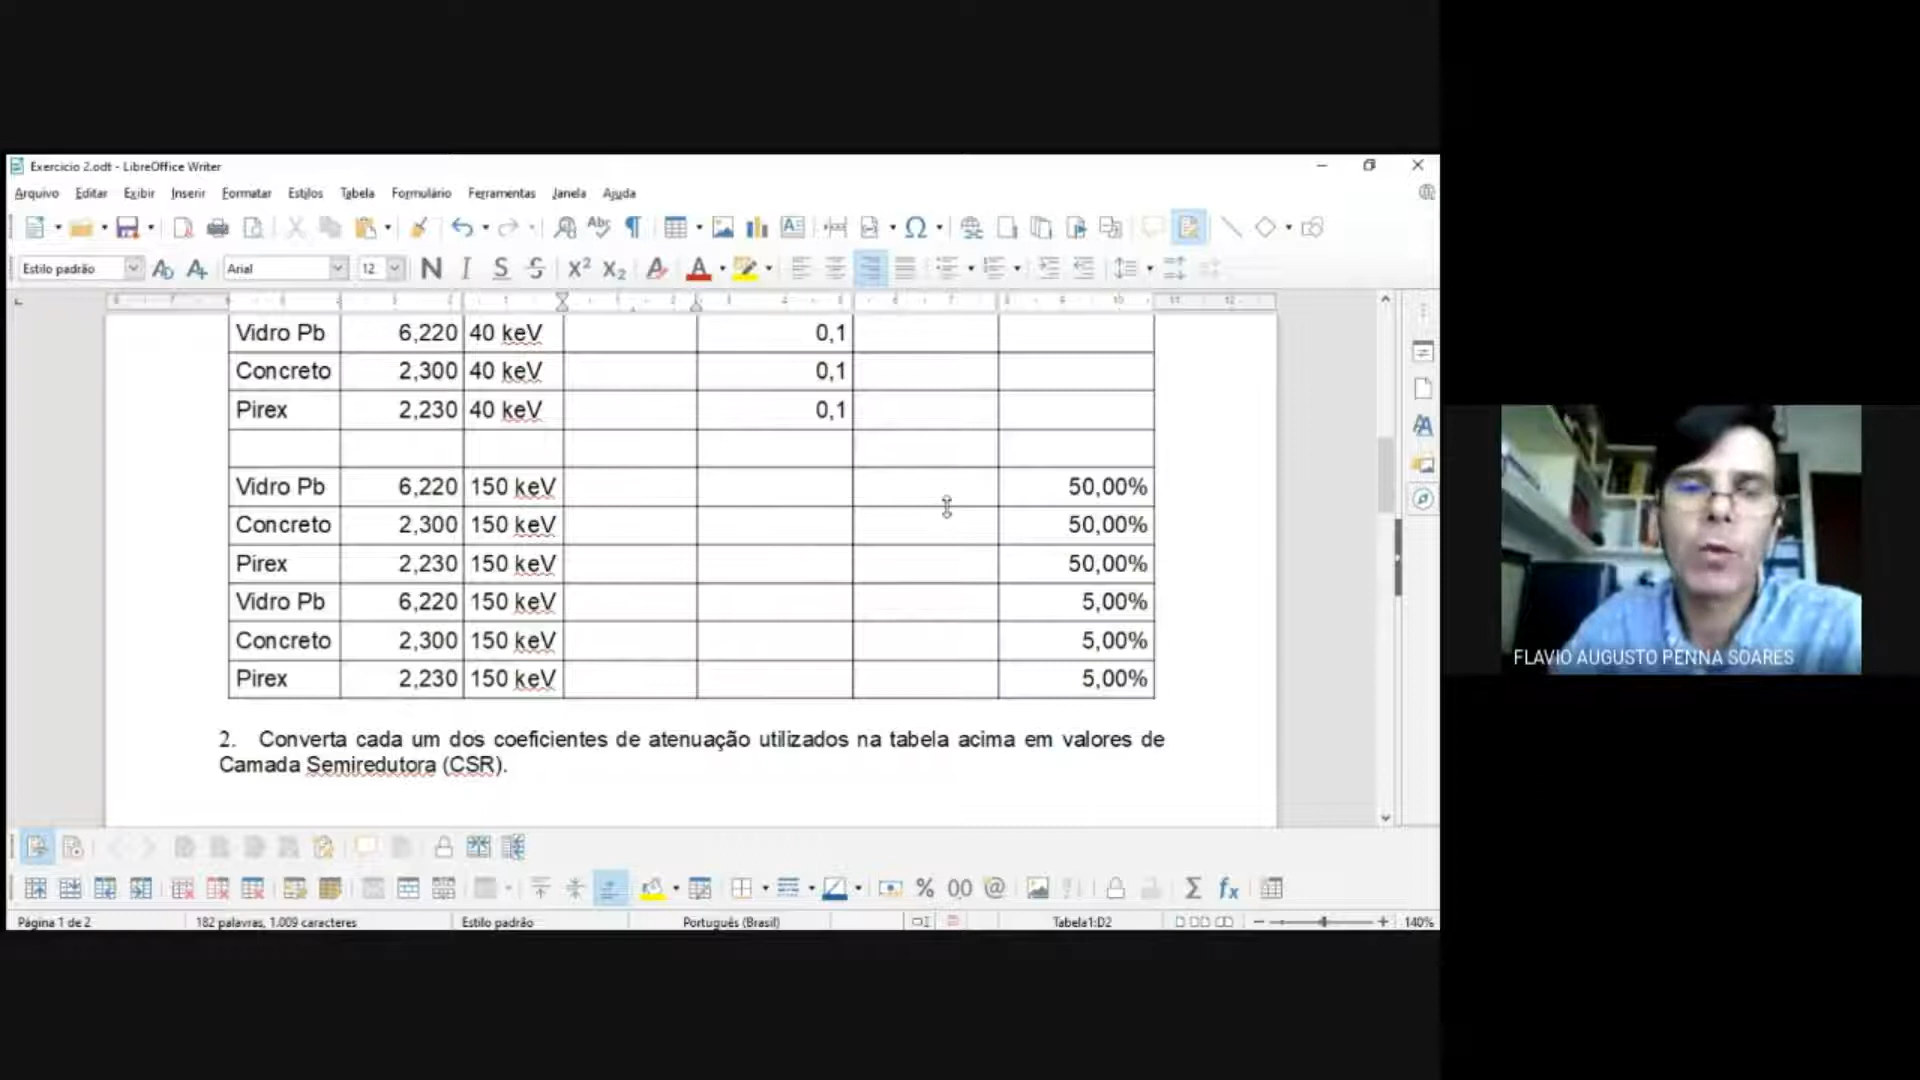 Exercicio 2.odt - LibreOffice Writer
Arquivo Editar Exibir Inserir Formatar Estilos Tabela Formulário Ferramentas Janela Ajuda
Estilo padrão Arial 12 N I S S X² X₂ A A
Vidro Pb 6,220 40 keV 0,1
Concreto 2,300 40 keV 0,1
Pirex 2,230 40 keV 0,1
Vidro Pb 6,220 150 keV 50,00%
Concreto 2,300 150 keV 50,00%
Pirex 2,230 150 keV 50,00%
Vidro Pb 6,220 150 keV 5,00%
Concreto 2,300 150 keV 5,00%
Pirex 2,230 150 keV 5,00%
2. Converta cada um dos coeficientes de atenuação utilizados na tabela acima em valores de
Camada Semiredutora (CSR).
Página 1 de 2 182 palavras, 1.009 caracteres Estilo padrão Português (Brasil) Tabela1:D2 140%
FLAVIO AUGUSTO PENNA SOARES